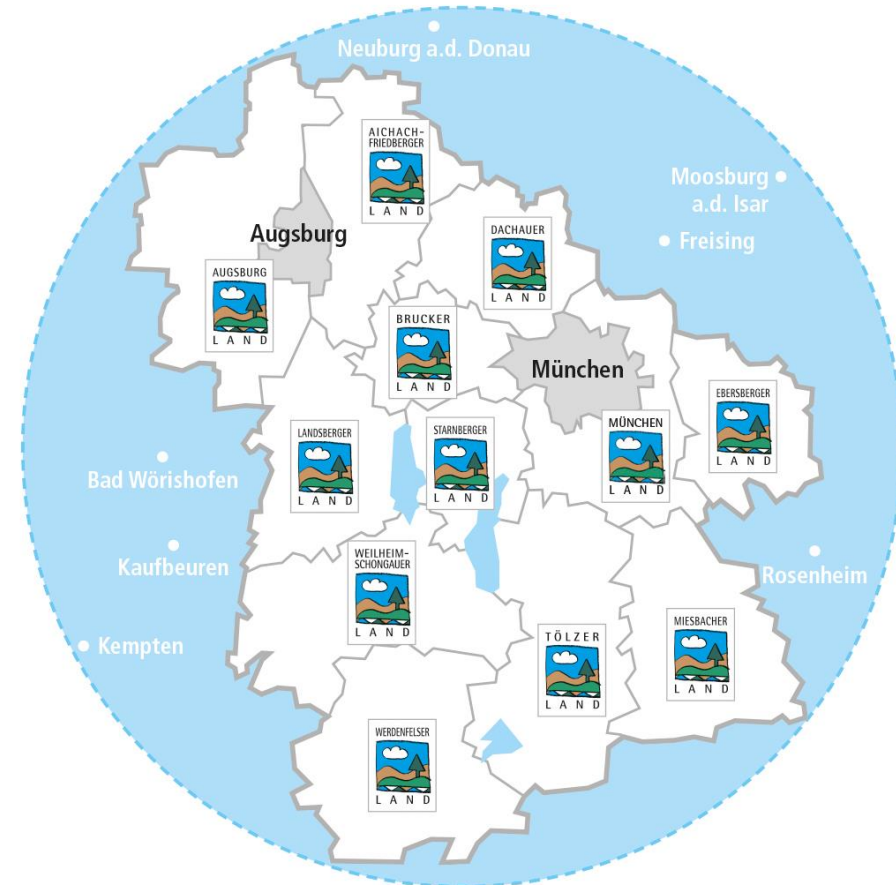 Neuburg a.d. Donau
AICHACH-
FRIEDBERGER
LAND
Moosburg
a.d. Isar
Freising
Augsburg
DACHAUER
LAND
AUGSBURG
LAND
BRUCKER
LAND
München
EBERSBERGER
LAND
LANDSBERGER
LAND
STARNBERGER
LAND
MÜNCHEN
LAND
Bad Wörishofen
Kaufbeuren
WEILHEIM-
SCHONGAUER
LAND
Rosenheim
Kempten
TÖLZER
LAND
MIESBACHER
LAND
WERDENFELSER
LAND